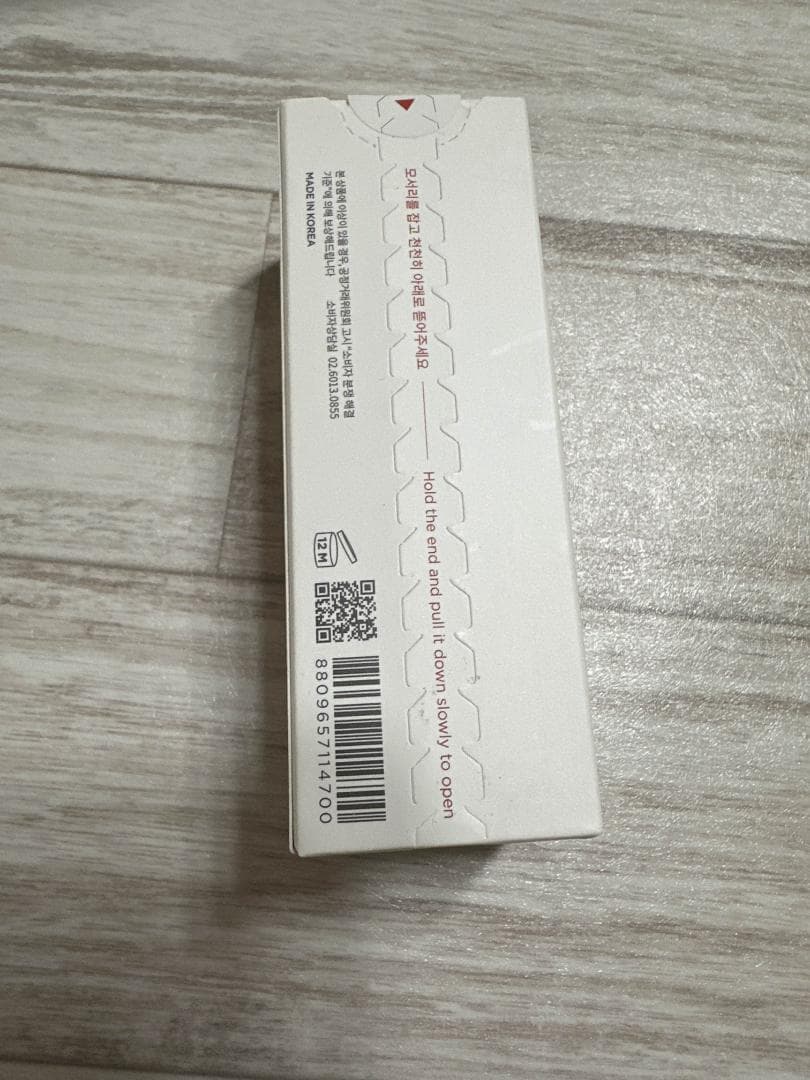 모서리를 잡고 천천히 아래로 뜯어주세요
Hold the end and pull it down slowly to open
본 상품에 이상이 있을 경우, 공정거래위원회 고시 "소비자 분쟁 해결
기준"에 의해 보상해드립니다 소비자상담실 02.6013.0855
MADE IN KOREA
12 M
8809657114700